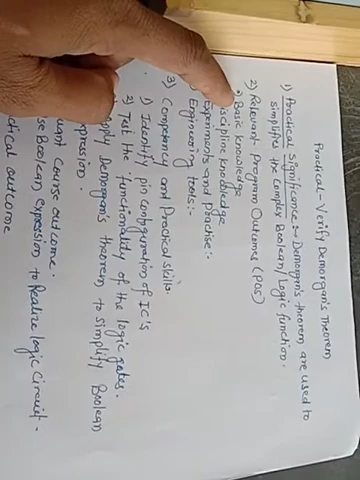 Practical - Verify Demorgan's Theorem
1) Practical Significance :- Demorgan's theorem are used to
simplifies the Complex Boolean/Logic function.
2) Relevant Program Outcomes (POS)
Basic knowledge
Discipline knowledge
Experiments and Practise:-
Engineering tools:-
3) Competency and Practical skills.
1) Identify pin configuration of IC's
2) Test the functionality of the logic gates.
Apply Demorgan's theorem to simplify Boolean
expression.
Course outcome.
Boolean expression to Realize logic circuit.
outcome